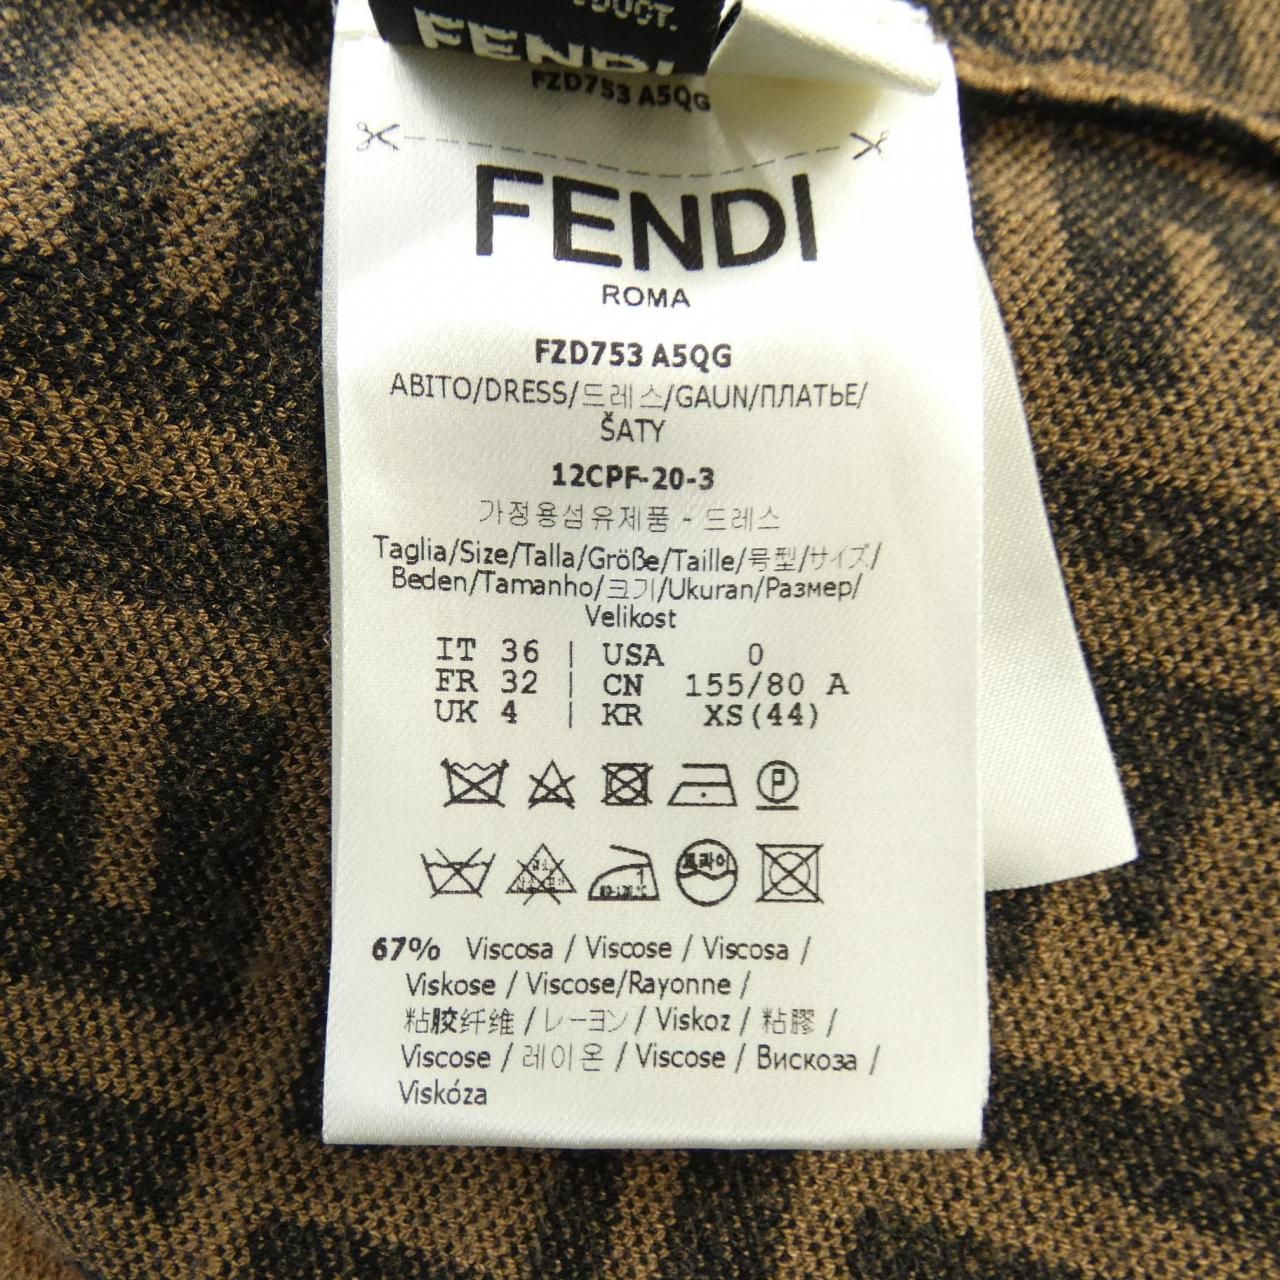 DUCT.
FENDI
FZD753 A5QG
FENDI
ROMA
FZD753 A5QG
ABITO/DRESS/드레스/GAUN/ПЛАТЬЕ/
ŠATY
12CPF-20-3
가정용섬유제품 - 드레스
Taglia/Size/Talla/Größe/Taille/号型/サイズ/
Beden/Tamanho/크기/Ukuran/Размер/
Velikost
IT 36 | USA 0
FR 32 | CN 155/80 A
UK 4 | KR XS(44)
P
드라이
67% Viscosa / Viscose / Viscosa /
Viskose / Viscose/Rayonne /
粘胶纤维 / レーヨン / Viskoz / 粘膠 /
Viscose / 레이온 / Viscose / Вискоза /
Viskóza